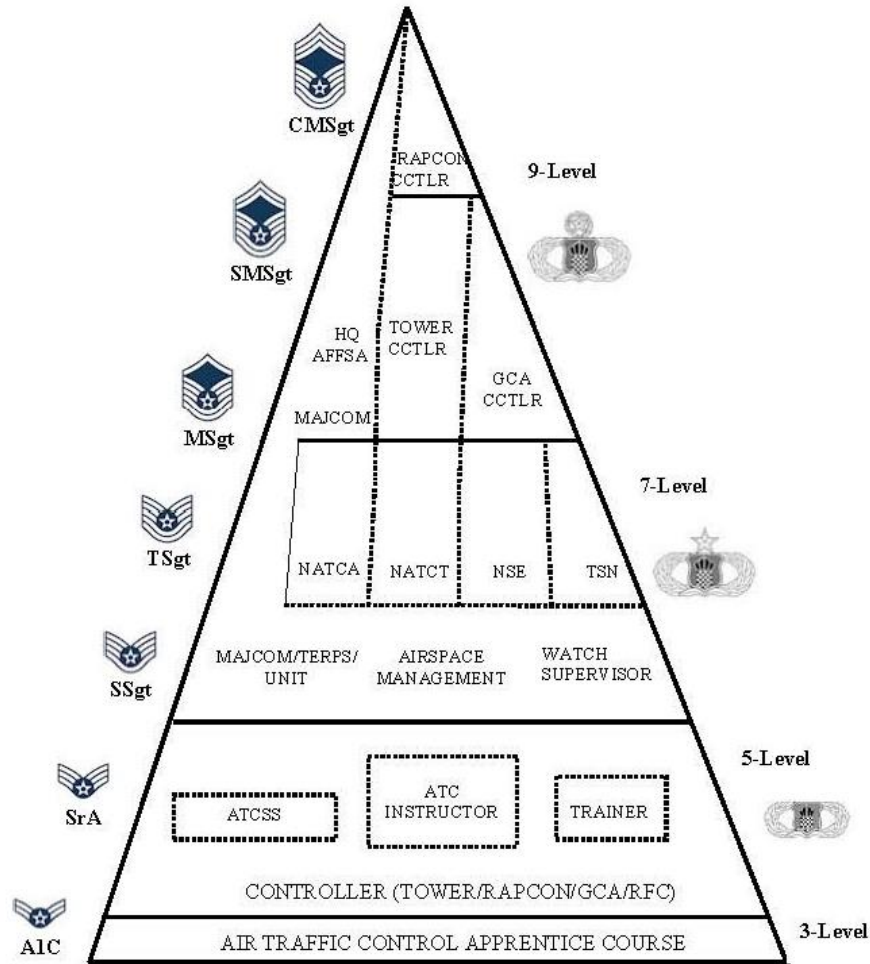 CMSgt
RAPCON
CCTLR
9-Level
SMSgt
HQ
AFFSA
TOWER
CCTLR
GCA
CCTLR
MAJCOM
MSgt
7-Level
TSgt
NATCA
NATCT
NSE
TSN
SSgt
MAJCOM/TERPS/
UNIT
AIRSPACE
MANAGEMENT
WATCH
SUPERVISOR
5-Level
SrA
ATCSS
ATC
INSTRUCTOR
TRAINER
CONTROLLER (TOWER/RAPCON/GCA/RFC)
A1C
AIR TRAFFIC CONTROL APPRENTICE COURSE
3-Level